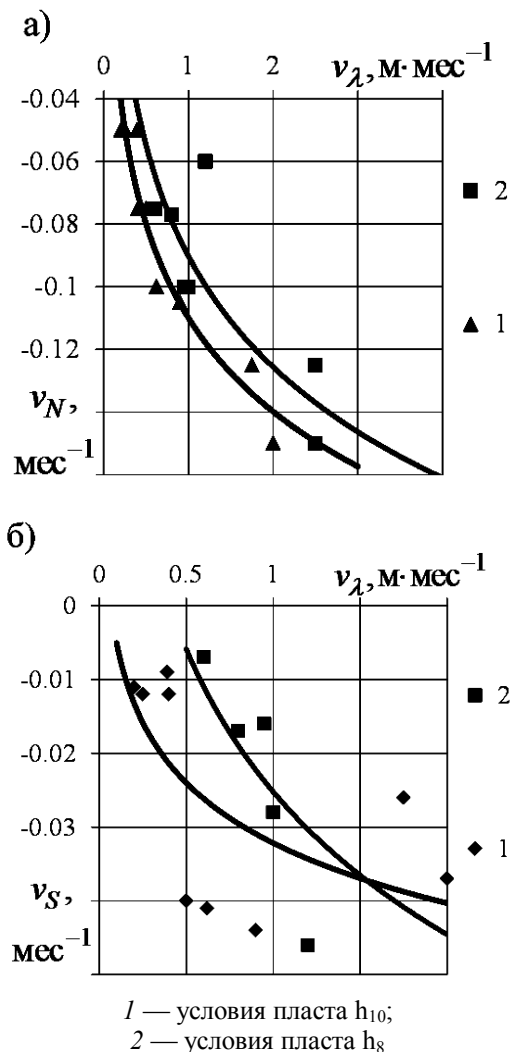 а)
0 1 v_λ, м· мес⁻¹ 2
-0.04
-0.06
2
-0.08
-0.1
1
-0.12
v_N,
мес⁻¹
б)
0 0.5 1 v_λ, м· мес⁻¹
0
-0.01
2
-0.02
-0.03
1
v_S,
мес⁻¹
1 — условия пласта h₁₀;
2 — условия пласта h₈